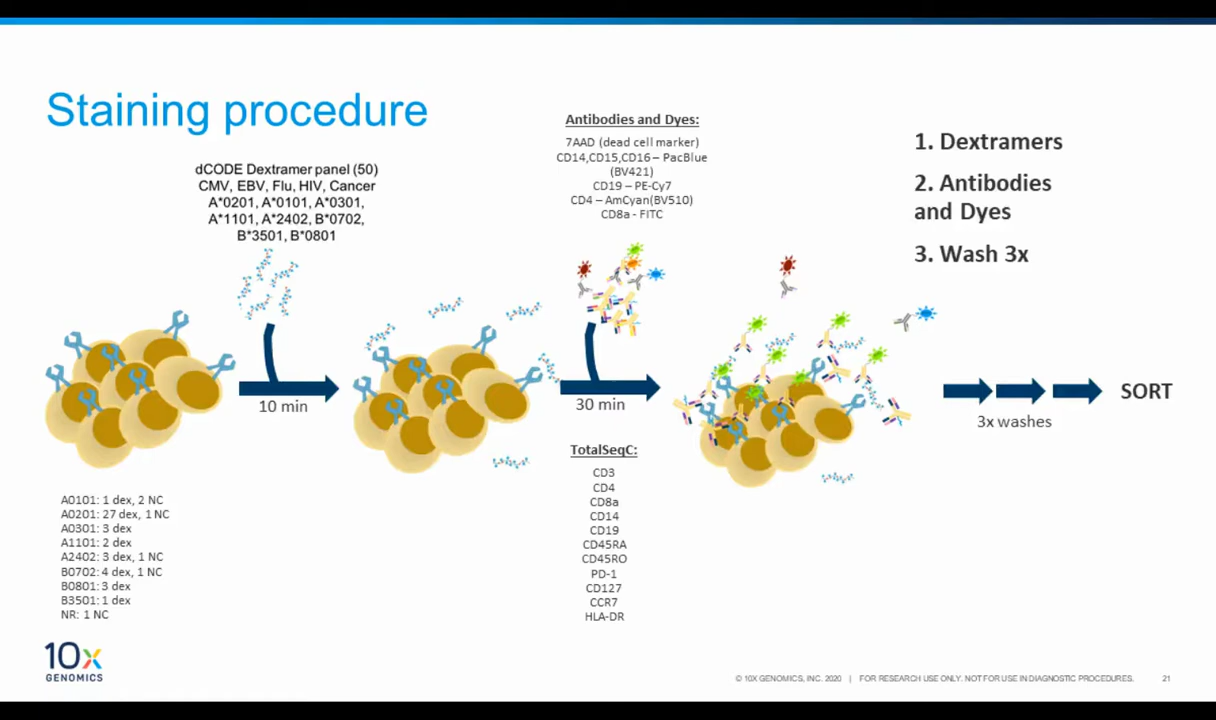 Staining procedure
dCODE Dextramer panel (50)
CMV, EBV, Flu, HIV, Cancer
A*0201, A*0101, A*0301,
A*1101, A*2402, B*0702,
B*3501, B*0801
Antibodies and Dyes:
7AAD (dead cell marker)
CD14,CD15,CD16 – PacBlue
(BV421)
CD19 – PE-Cy7
CD4 – AmCyan(BV510)
CD8a - FITC
1. Dextramers
2. Antibodies
and Dyes
3. Wash 3x
10 min
30 min
3x washes
SORT
TotalSeqC:
CD3
CD4
CD8a
CD14
CD19
CD45RA
CD45RO
PD-1
CD127
CCR7
HLA-DR
A0101: 1 dex, 2 NC
A0201: 27 dex, 1 NC
A0301: 3 dex
A1101: 2 dex
A2402: 3 dex, 1 NC
B0702: 4 dex, 1 NC
B0801: 3 dex
B3501: 1 dex
NR: 1 NC
10x
GENOMICS
© 10X GENOMICS, INC. 2020 | FOR RESEARCH USE ONLY. NOT FOR USE IN DIAGNOSTIC PROCEDURES. 21